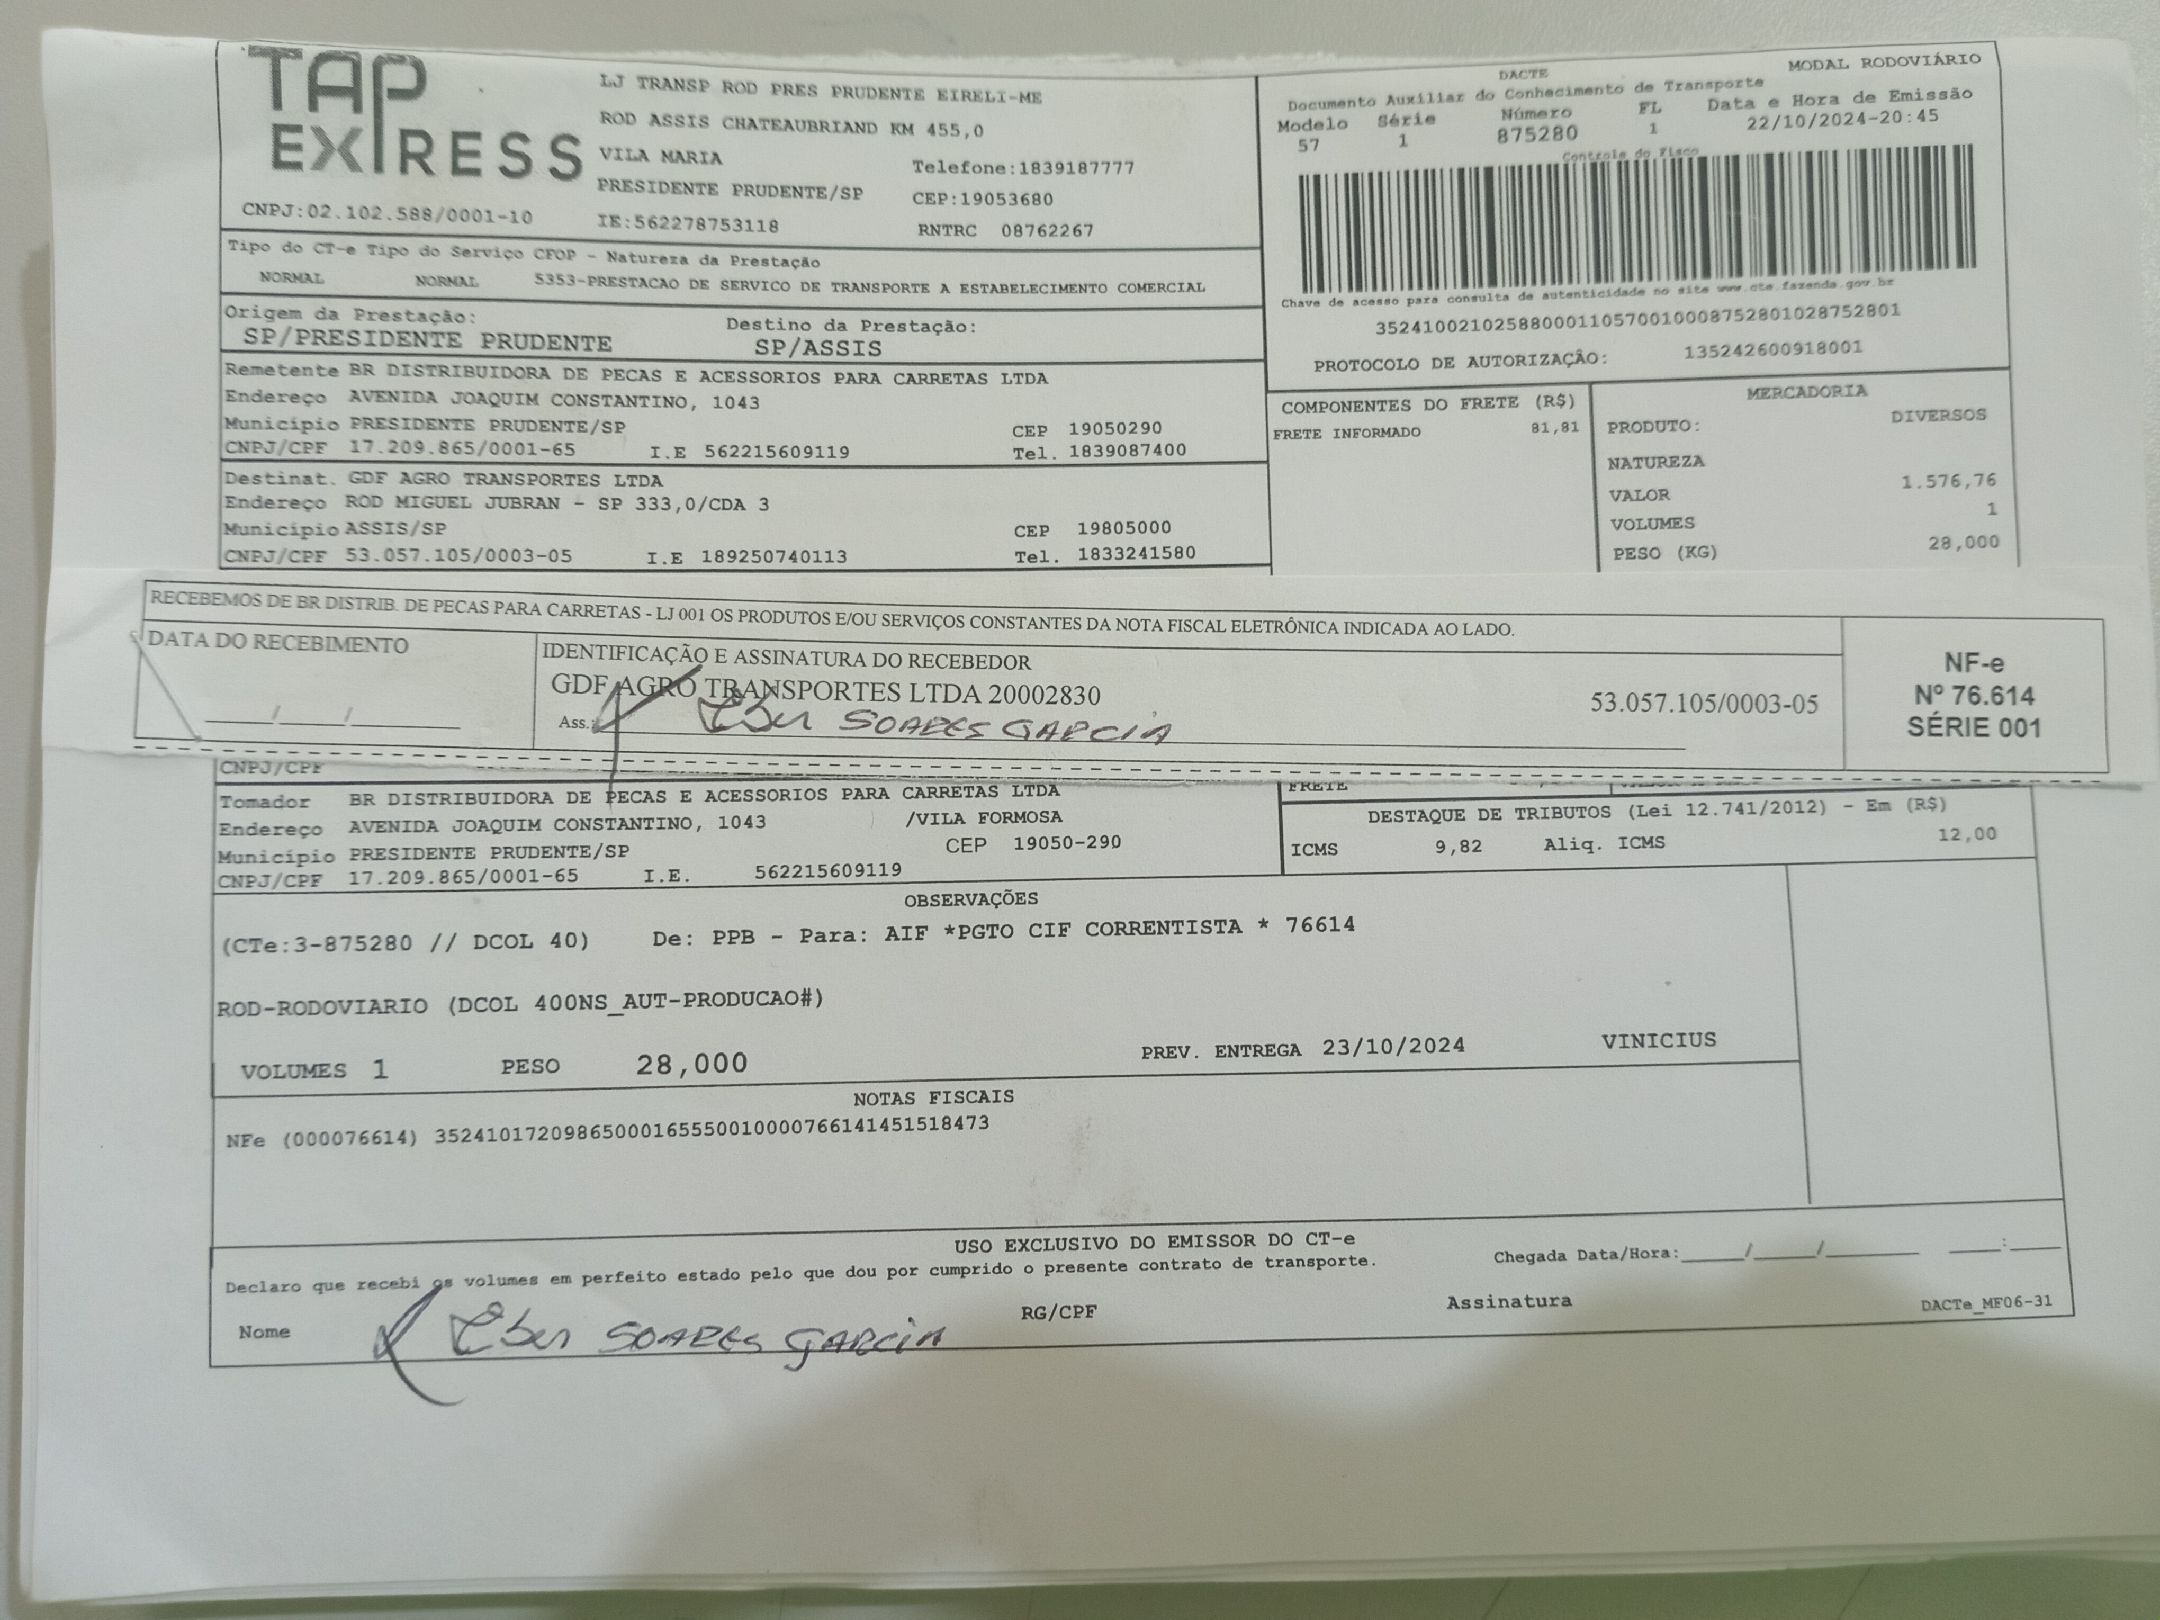 TAP EXPRESS
CNPJ:02.102.588/0001-10
LJ TRANSP ROD PRES PRUDENTE EIRELI-ME
ROD ASSIS CHATEAUBRIAND KM 455,0
VILA MARIA Telefone:1839187777
PRESIDENTE PRUDENTE/SP CEP:19053680
IE:562278753118 RNTRC 08762267
DACTE MODAL RODOVIÁRIO
Documento Auxiliar do Conhecimento de Transporte
Modelo Série Número FL Data e Hora de Emissão
57 1 875280 1 22/10/2024-20:45
Controle do Fisco
Chave de acesso para consulta de autenticidade no site www.cte.fazenda.gov.br
35241002102588000110570010008752801028752801
PROTOCOLO DE AUTORIZAÇÃO: 135242600918001
Tipo do CT-e Tipo do Serviço CFOP - Natureza da Prestação
NORMAL NORMAL 5353-PRESTACAO DE SERVICO DE TRANSPORTE A ESTABELECIMENTO COMERCIAL
Origem da Prestação: Destino da Prestação:
SP/PRESIDENTE PRUDENTE SP/ASSIS
Remetente BR DISTRIBUIDORA DE PECAS E ACESSORIOS PARA CARRETAS LTDA
Endereço AVENIDA JOAQUIM CONSTANTINO, 1043
Município PRESIDENTE PRUDENTE/SP CEP 19050290
CNPJ/CPF 17.209.865/0001-65 I.E 562215609119 Tel. 1839087400
Destinat. GDF AGRO TRANSPORTES LTDA
Endereço ROD MIGUEL JUBRAN - SP 333,0/CDA 3
Município ASSIS/SP CEP 19805000
CNPJ/CPF 53.057.105/0003-05 I.E 189250740113 Tel. 1833241580
COMPONENTES DO FRETE (R$)
FRETE INFORMADO 81,81
MERCADORIA
PRODUTO: DIVERSOS
NATUREZA
VALOR 1.576,76
VOLUMES 1
PESO (KG) 28,000
RECEBEMOS DE BR DISTRIB. DE PECAS PARA CARRETAS - LJ 001 OS PRODUTOS E/OU SERVIÇOS CONSTANTES DA NOTA FISCAL ELETRÔNICA INDICADA AO LADO.
DATA DO RECEBIMENTO
___/___/_____
IDENTIFICAÇÃO E ASSINATURA DO RECEBEDOR
GDF AGRO TRANSPORTES LTDA 20002830 53.057.105/0003-05
Ass.: Eber SOARES GARCIA
NF-e
Nº 76.614
SÉRIE 001
CNPJ/CPF
Tomador BR DISTRIBUIDORA DE PECAS E ACESSORIOS PARA CARRETAS LTDA
Endereço AVENIDA JOAQUIM CONSTANTINO, 1043 /VILA FORMOSA
Município PRESIDENTE PRUDENTE/SP CEP 19050-290
CNPJ/CPF 17.209.865/0001-65 I.E. 562215609119
FRETE
DESTAQUE DE TRIBUTOS (Lei 12.741/2012) - Em (R$)
ICMS 9,82 Aliq. ICMS 12,00
OBSERVAÇÕES
(CTe:3-875280 // DCOL 40) De: PPB - Para: AIF *PGTO CIF CORRENTISTA * 76614
ROD-RODOVIARIO (DCOL 400NS_AUT-PRODUCAO#)
VOLUMES 1 PESO 28,000 PREV. ENTREGA 23/10/2024 VINICIUS
NOTAS FISCAIS
NFe (000076614) 35241017209865000165550010000766141451518473
USO EXCLUSIVO DO EMISSOR DO CT-e
Declaro que recebi os volumes em perfeito estado pelo que dou por cumprido o presente contrato de transporte. Chegada Data/Hora:____/____/______ ___:___
Nome Eber SOARES GARCIA RG/CPF Assinatura DACTe_MF06-31